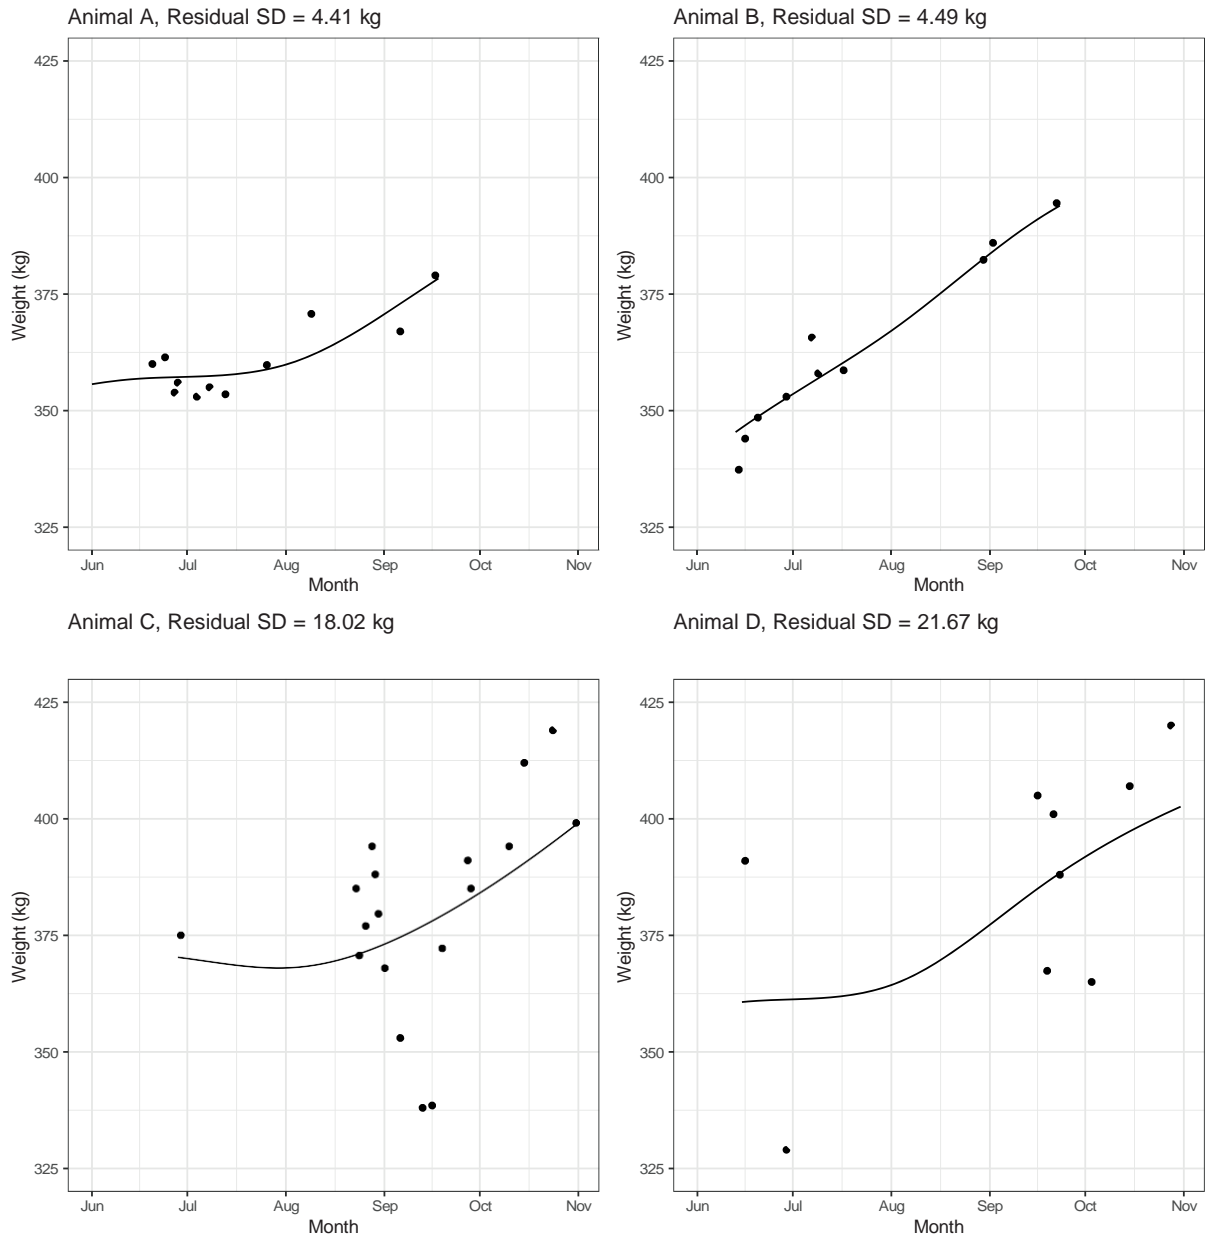 Animal A, Residual SD = 4.41 kg
425
400
375
350
325
Weight (kg)
Jun Jul Aug Sep Oct Nov
Month
Animal B, Residual SD = 4.49 kg
425
400
375
350
325
Weight (kg)
Jun Jul Aug Sep Oct Nov
Month
Animal C, Residual SD = 18.02 kg
425
400
375
350
325
Weight (kg)
Jun Jul Aug Sep Oct Nov
Month
Animal D, Residual SD = 21.67 kg
425
400
375
350
325
Weight (kg)
Jun Jul Aug Sep Oct Nov
Month